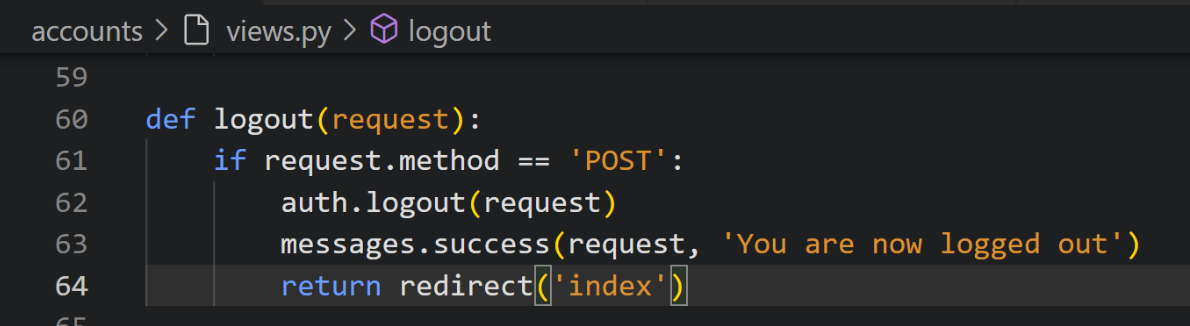 accounts > views.py > logout
59
60 def logout(request):
61     if request.method == 'POST':
62         auth.logout(request)
63         messages.success(request, 'You are now logged out')
64         return redirect('index')
65